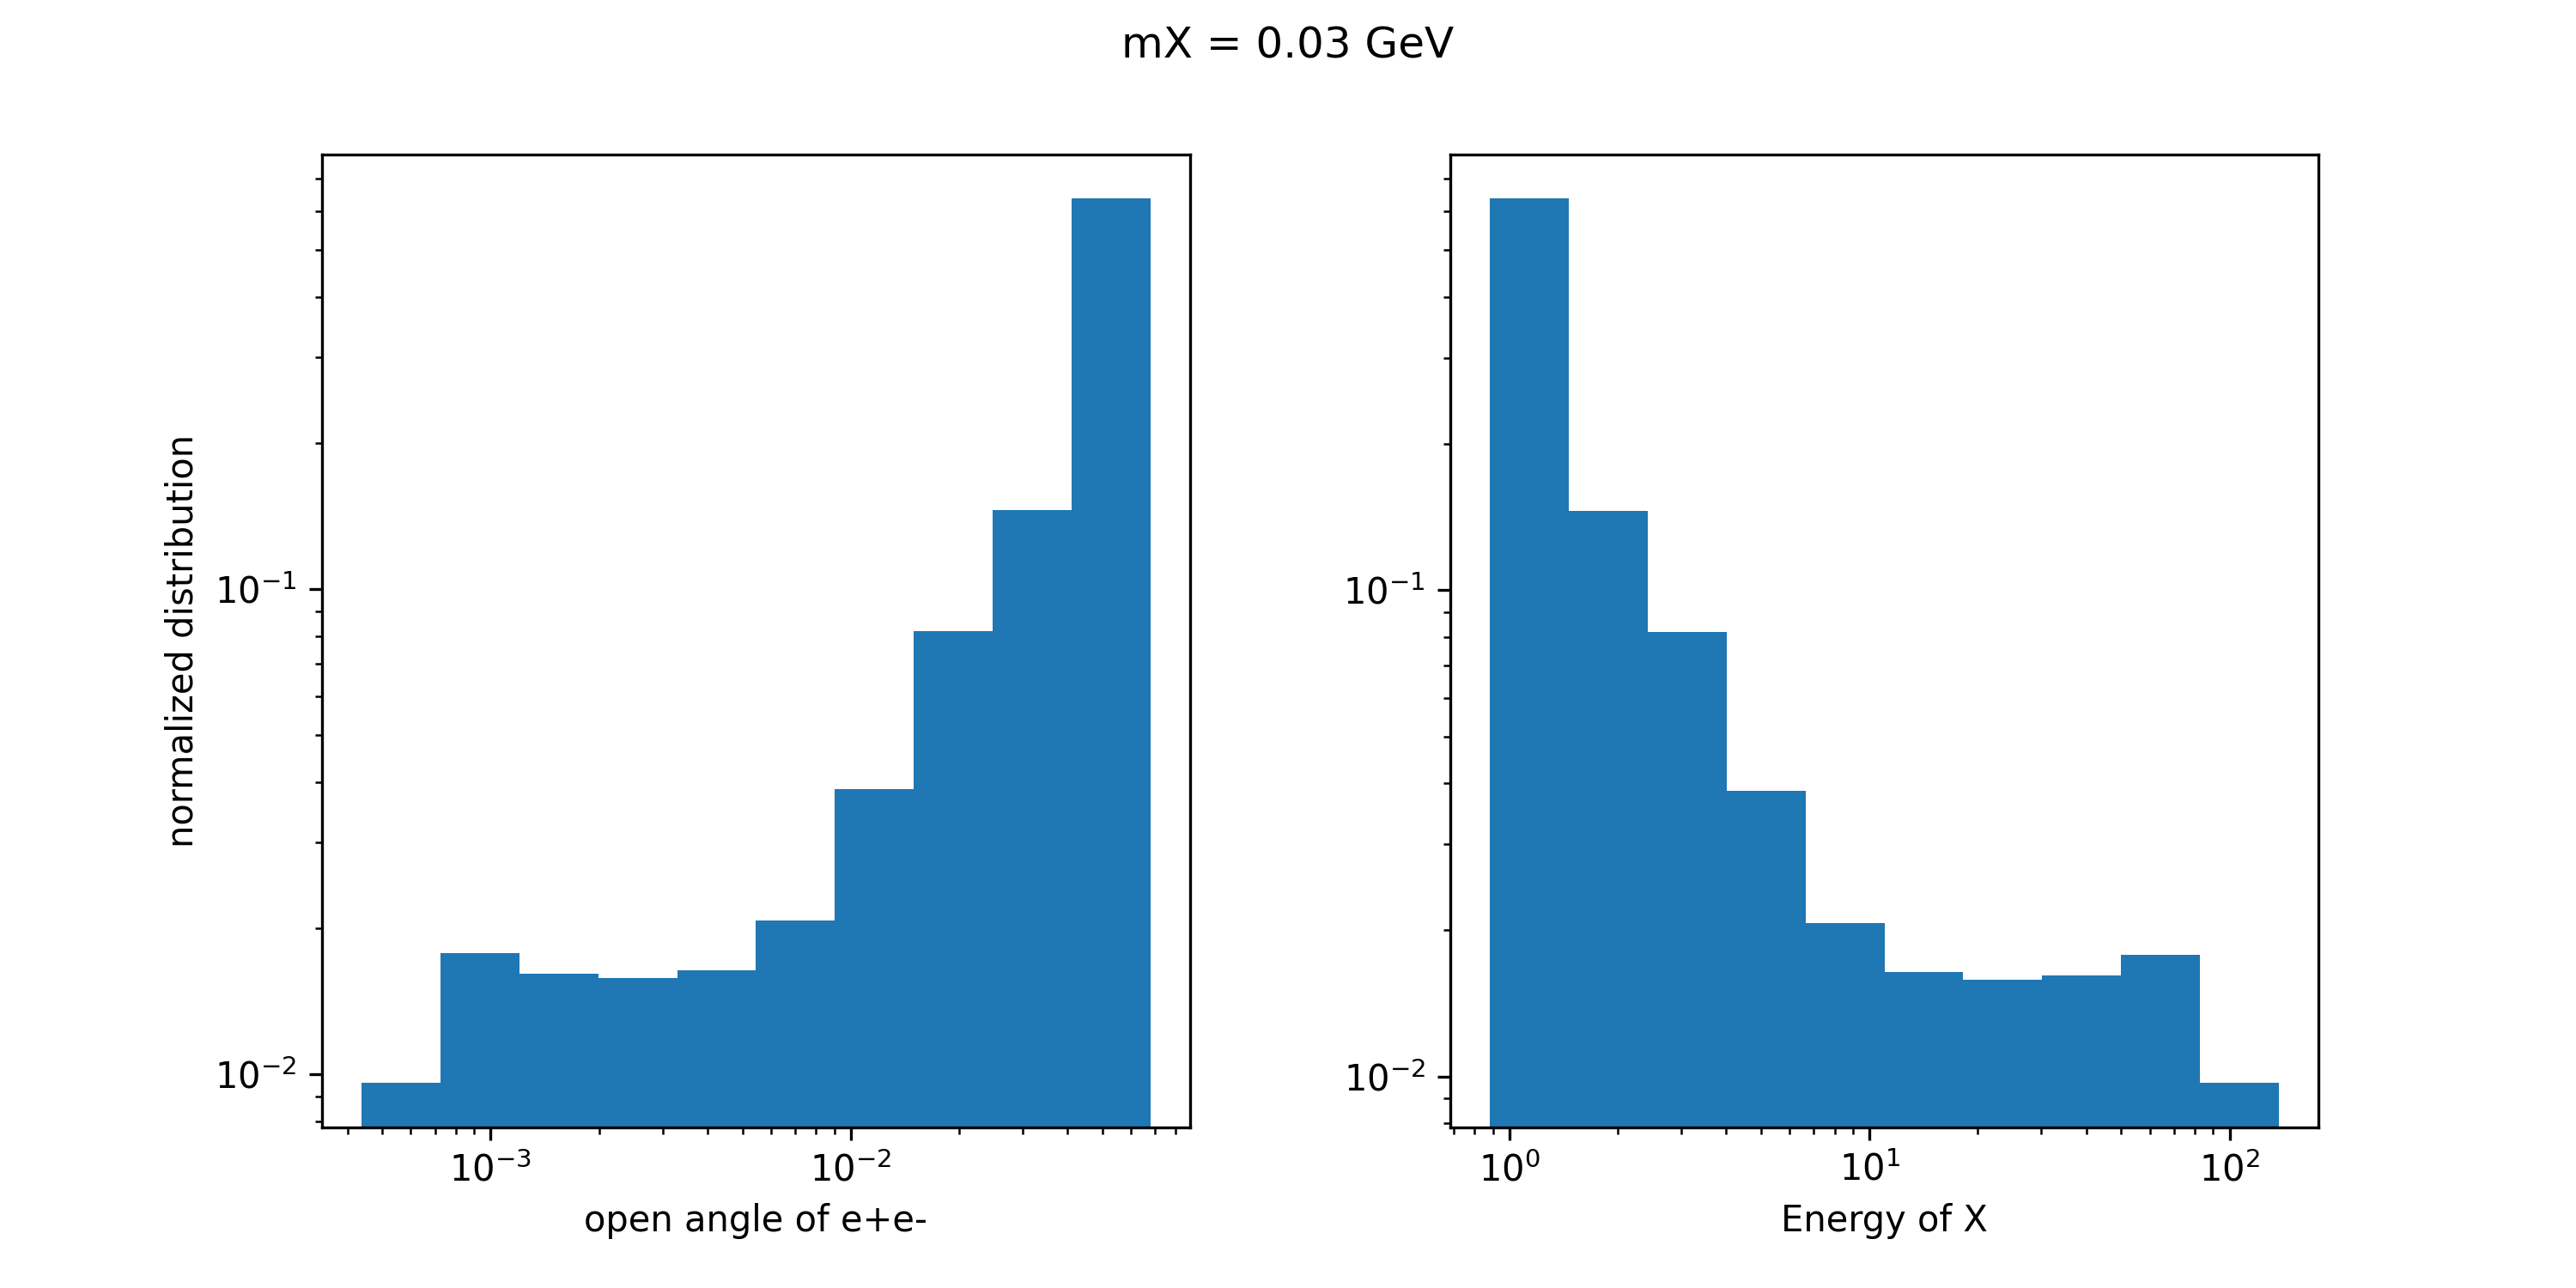 mX = 0.03 GeV
normalized distribution
10⁻¹
10⁻²
10⁻³
10⁻²
open angle of e+e-
10⁻¹
10⁻²
10⁰
10¹
10²
Energy of X